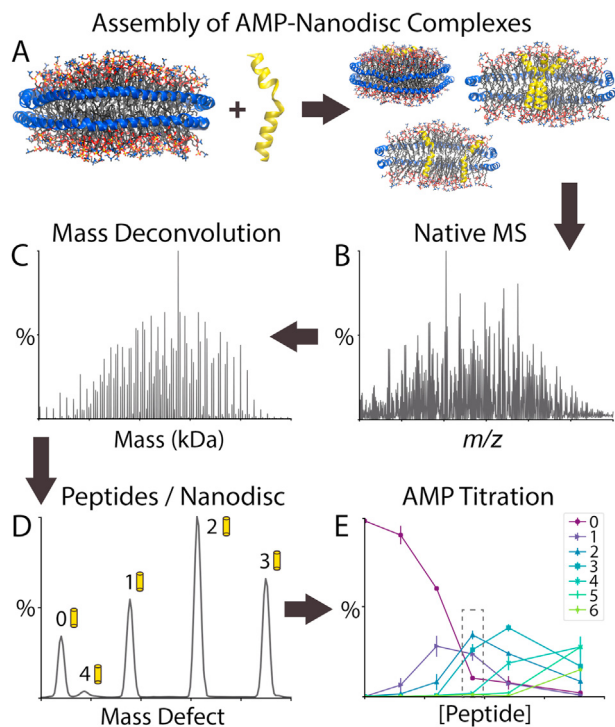 Assembly of AMP-Nanodisc Complexes
A
+
Mass Deconvolution
C
%
Mass (kDa)
Native MS
B
%
m/z
Peptides / Nanodisc
D
%
0
4
1
2
3
Mass Defect
AMP Titration
E
%
0
1
2
3
4
5
6
[Peptide]